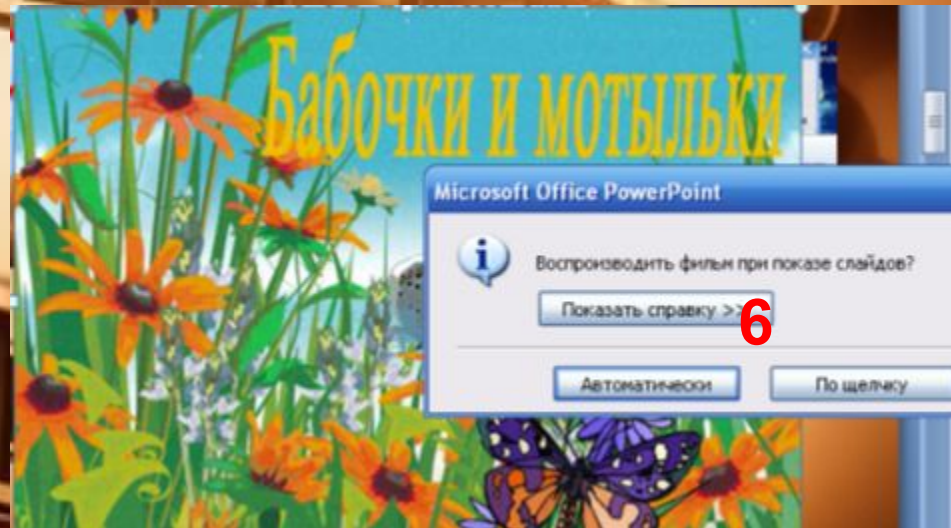 Бабочки и мотыльки
Microsoft Office PowerPoint
Воспроизводить фильм при показе слайдов?
Показать справку >>
6
Автоматически
По щелчку